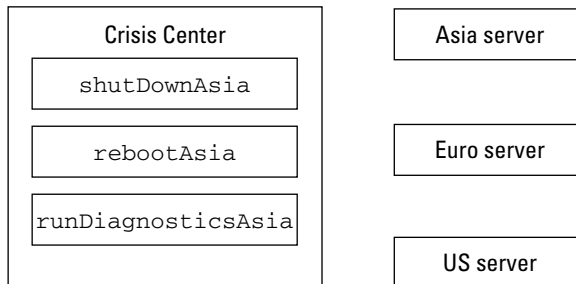 Crisis Center
shutDownAsia
rebootAsia
runDiagnosticsAsia
Asia server
Euro server
US server